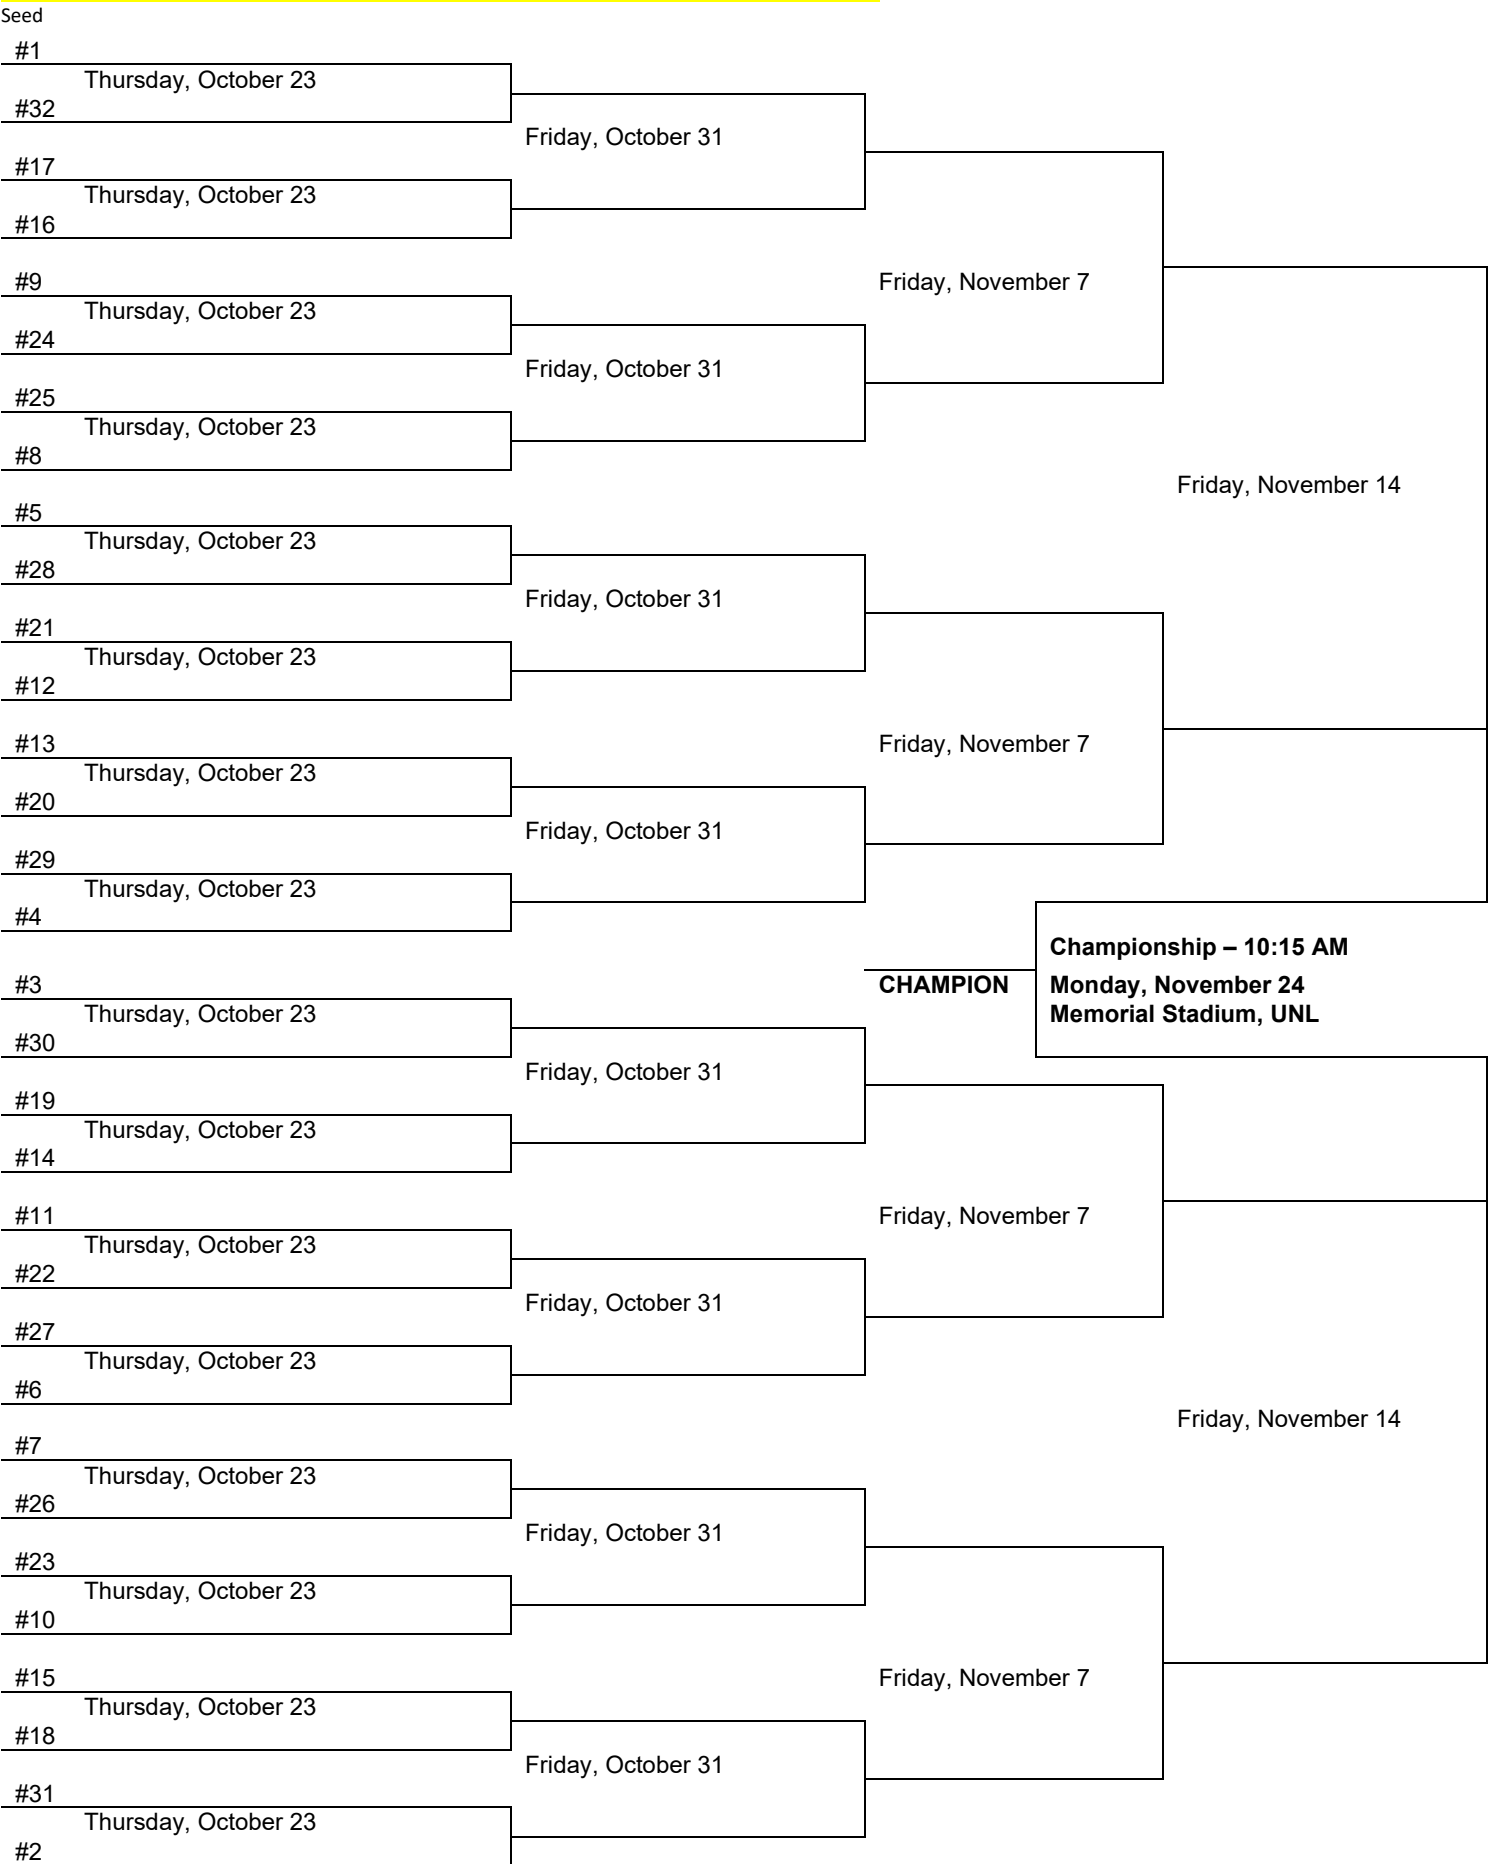 Seed
#1
Thursday, October 23
#32
Friday, October 31
#17
Thursday, October 23
#16
#9
Friday, November 7
Thursday, October 23
#24
Friday, October 31
#25
Thursday, October 23
#8
Friday, November 14
#5
Thursday, October 23
#28
Friday, October 31
#21
Thursday, October 23
#12
#13
Friday, November 7
Thursday, October 23
#20
Friday, October 31
#29
Thursday, October 23
#4
Championship – 10:15 AM
CHAMPION
Monday, November 24
Memorial Stadium, UNL
#3
Thursday, October 23
#30
Friday, October 31
#19
Thursday, October 23
#14
#11
Friday, November 7
Thursday, October 23
#22
Friday, October 31
#27
Thursday, October 23
#6
Friday, November 14
#7
Thursday, October 23
#26
Friday, October 31
#23
Thursday, October 23
#10
#15
Friday, November 7
Thursday, October 23
#18
Friday, October 31
#31
Thursday, October 23
#2